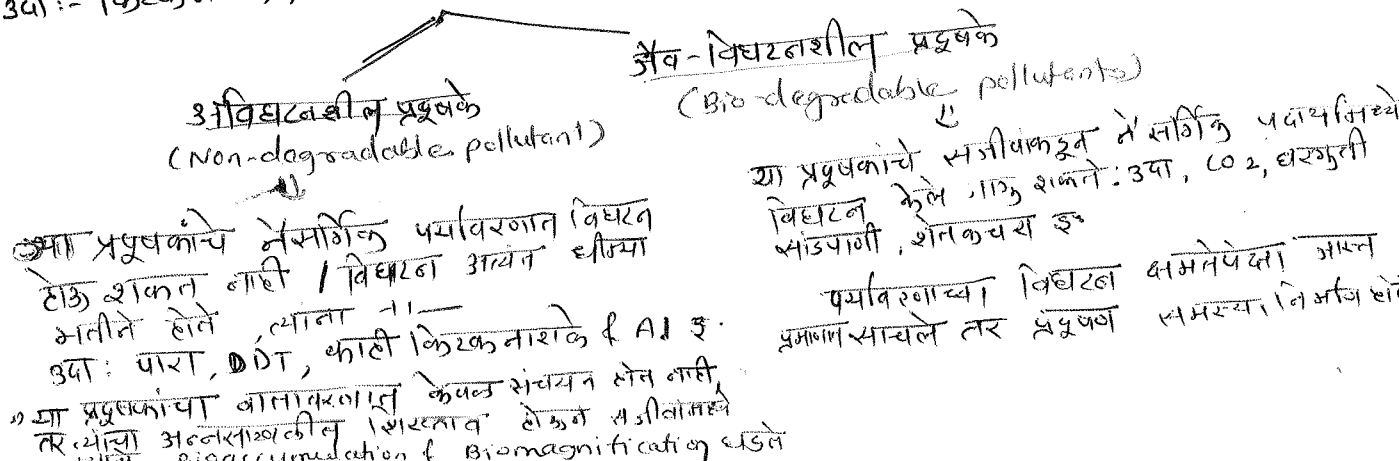 उदा :-
अविघटनशील प्रदूषके
(Non-degradable pollutant)
या प्रदूषकांचे नैसर्गिक पर्यावरणात विघटन
होऊ शकत नाही / विघटन अत्यंत धीम्या
गतीने होते, त्यांना
उदा : पारा, DDT, काही किटकनाशके & Al इ.
" या प्रदूषकांचा वातावरणात केवळ संचयन होत नाही,
तर त्यांचा अन्नसाखळीत शिरकाव होऊन सजीवांमध्ये
Bioaccumulation & Biomagnification घडते
जैव-विघटनशील प्रदूषके
(Bio-degradable pollutants)
या प्रदूषकांचे सजीवांकडून नैसर्गिक पदार्थांमध्ये
विघटन केले जाऊ शकते : उदा, CO2, घरगुती
सांडपाणी, शेतकचरा इ
पर्यावरणाच्या विघटन क्षमतेपेक्षा जास्त
प्रमाणात साचले तर प्रदूषण समस्या निर्माण होते